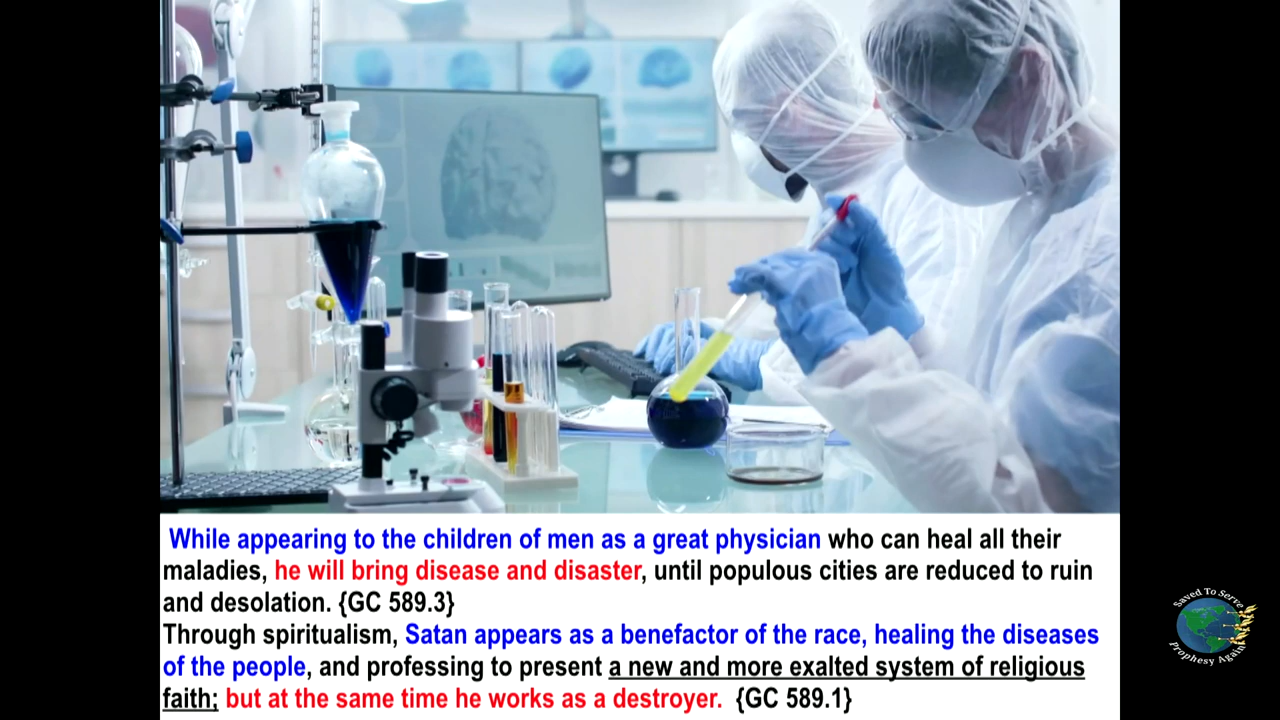 While appearing to the children of men as a great physician who can heal all their
maladies, he will bring disease and disaster, until populous cities are reduced to ruin
and desolation. {GC 589.3}
Through spiritualism, Satan appears as a benefactor of the race, healing the diseases
of the people, and professing to present a new and more exalted system of religious
faith; but at the same time he works as a destroyer. {GC 589.1}
Saved To Serve
Prophesy Again